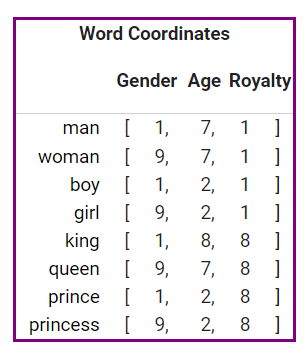 Word Coordinates
Gender Age Royalty
man [ 1, 7, 1 ]
woman [ 9, 7, 1 ]
boy [ 1, 2, 1 ]
girl [ 9, 2, 1 ]
king [ 1, 8, 8 ]
queen [ 9, 7, 8 ]
prince [ 1, 2, 8 ]
princess [ 9, 2, 8 ]